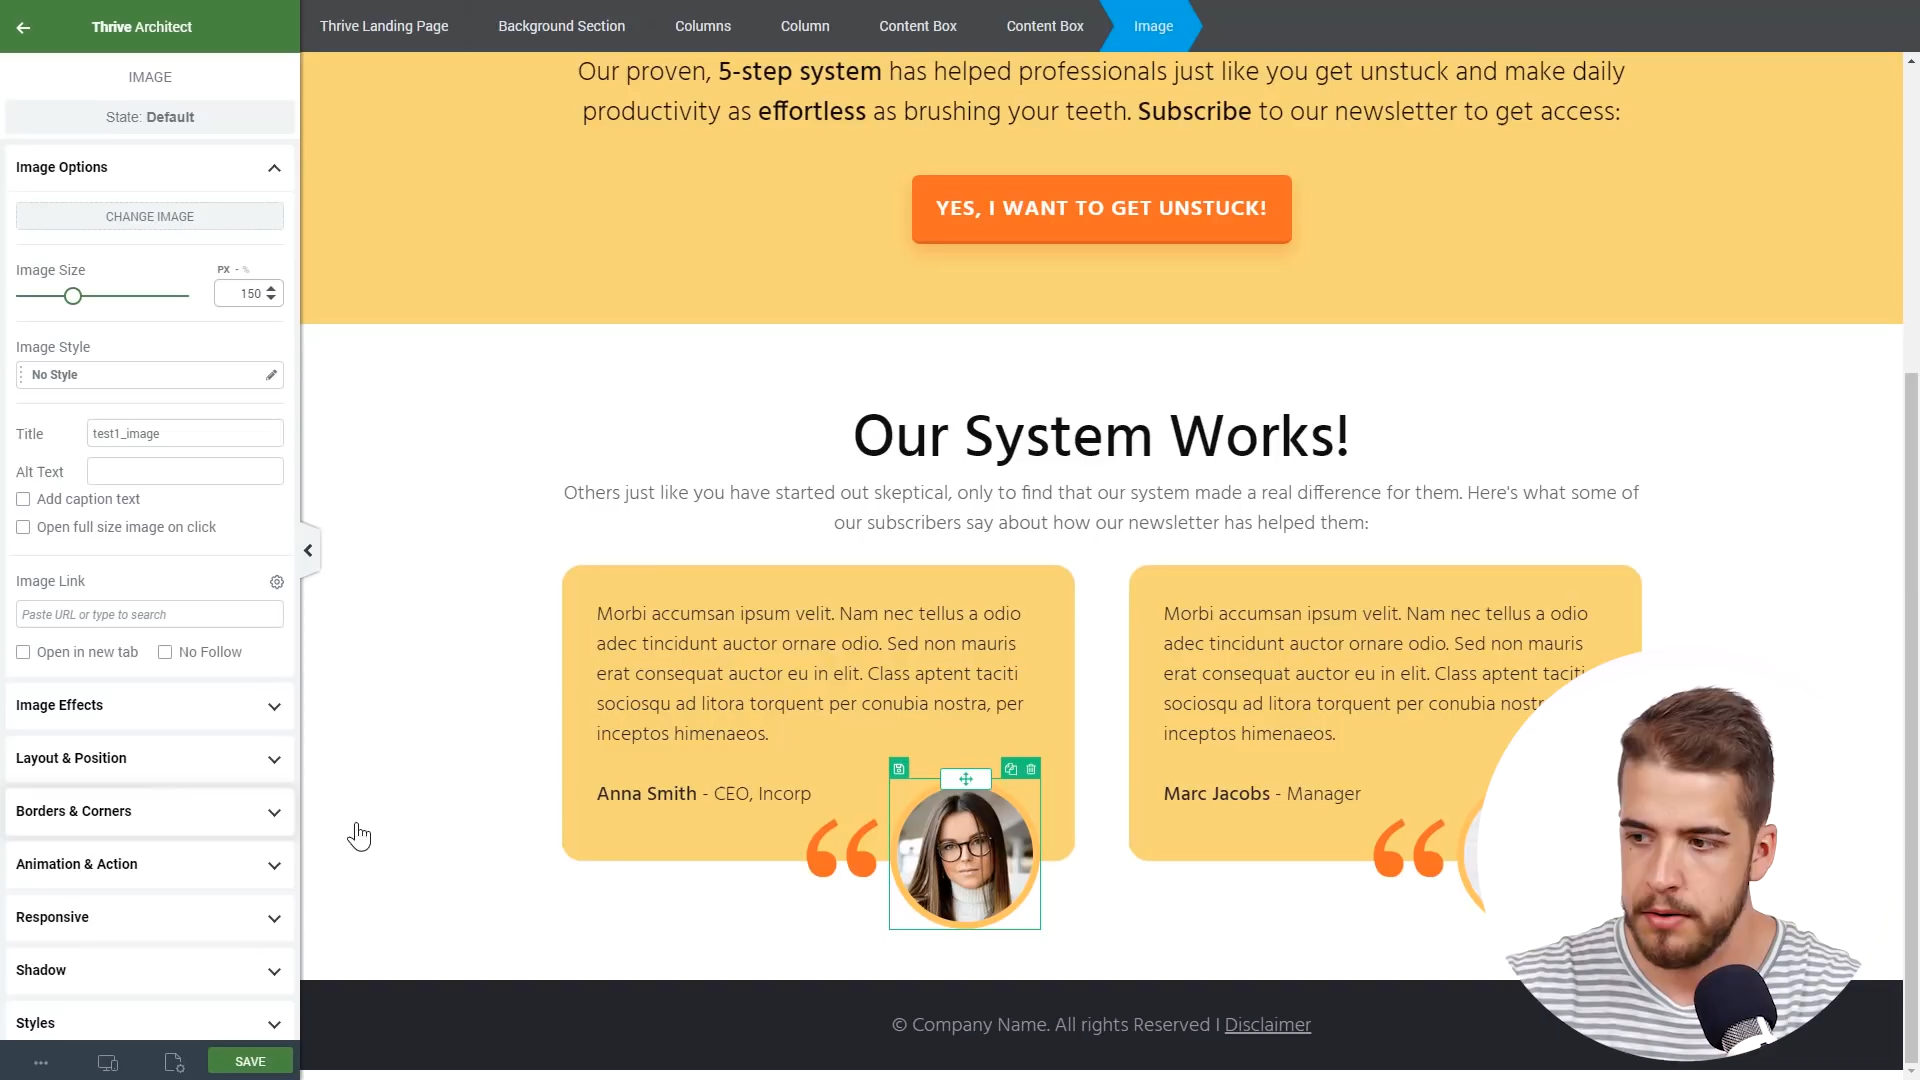 Thrive Architect
Thrive Landing Page
Background Section
Columns
Column
Content Box
Content Box
Image
IMAGE
State: Default
Image Options
CHANGE IMAGE
Image Size
PX - %
150
Image Style
No Style
Title
test1_image
Alt Text
Add caption text
Open full size image on click
Image Link
Paste URL or type to search
Open in new tab
No Follow
Image Effects
Layout & Position
Borders & Corners
Animation & Action
Responsive
Shadow
Styles
SAVE
Our proven, 5-step system has helped professionals just like you get unstuck and make daily
productivity as effortless as brushing your teeth. Subscribe to our newsletter to get access:
YES, I WANT TO GET UNSTUCK!
Our System Works!
Others just like you have started out skeptical, only to find that our system made a real difference for them. Here's what some of
our subscribers say about how our newsletter has helped them:
Morbi accumsan ipsum velit. Nam nec tellus a odio
adec tincidunt auctor ornare odio. Sed non mauris
erat consequat auctor eu in elit. Class aptent taciti
sociosqu ad litora torquent per conubia nostra, per
inceptos himenaeos.
Anna Smith - CEO, Incorp
“
Morbi accumsan ipsum velit. Nam nec tellus a odio
adec tincidunt auctor ornare odio. Sed non mauris
erat consequat auctor eu in elit. Class aptent taciti
sociosqu ad litora torquent per conubia nostr
inceptos himenaeos.
Marc Jacobs - Manager
“
© Company Name. All rights Reserved I Disclaimer